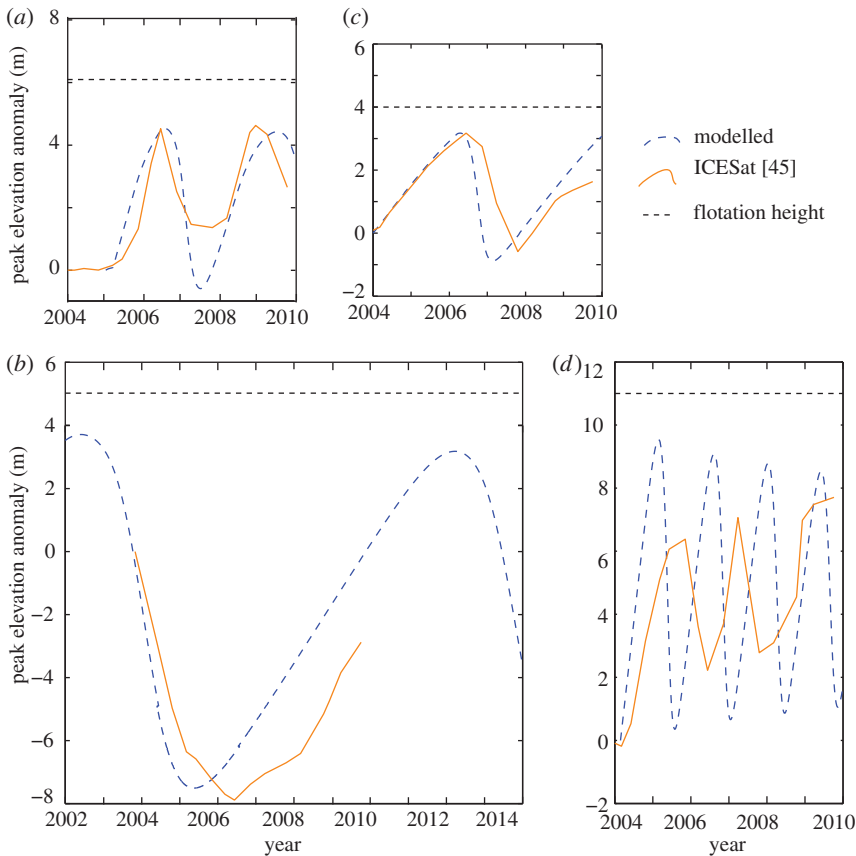 (a)
peak elevation anomaly (m)
8
4
0
2004 2006 2008 2010
(c)
6
4
2
0
−2
2004 2006 2008 2010
modelled
ICESat [45]
flotation height
(b)
peak elevation anomaly (m)
6
5
4
3
2
0
−2
−4
−6
−8
2002 2004 2006 2008 2010 2012 2014
year
(d)
12
10
8
6
4
2
0
−2
2004 2006 2008 2010
year